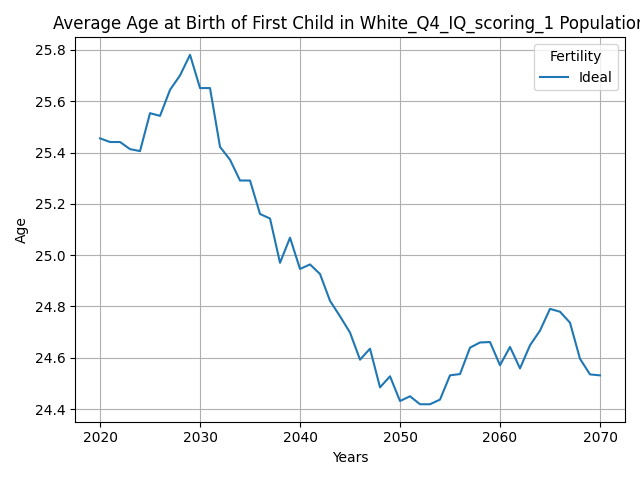 Average Age at Birth of First Child in White_Q4_IQ_scoring_1 Population
25.8
25.6
25.4
25.2
25.0
24.8
24.6
24.4
Age
Fertility
Ideal
2020 2030 2040 2050 2060 2070
Years